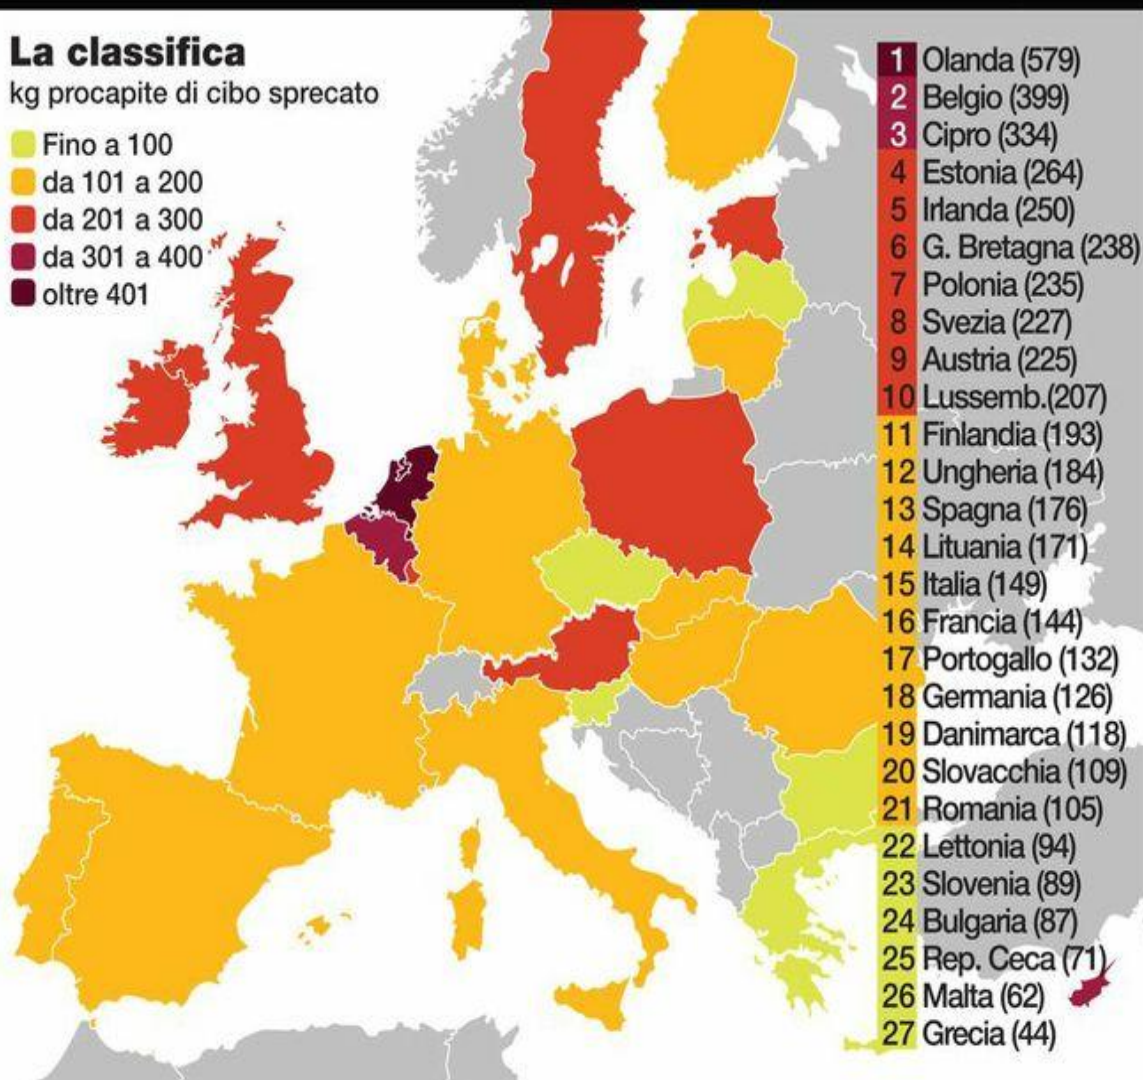 La classifica
kg procapite di cibo sprecato
Fino a 100
da 101 a 200
da 201 a 300
da 301 a 400
oltre 401
1 Olanda (579)
2 Belgio (399)
3 Cipro (334)
4 Estonia (264)
5 Irlanda (250)
6 G. Bretagna (238)
7 Polonia (235)
8 Svezia (227)
9 Austria (225)
10 Lussemb.(207)
11 Finlandia (193)
12 Ungheria (184)
13 Spagna (176)
14 Lituania (171)
15 Italia (149)
16 Francia (144)
17 Portogallo (132)
18 Germania (126)
19 Danimarca (118)
20 Slovacchia (109)
21 Romania (105)
22 Lettonia (94)
23 Slovenia (89)
24 Bulgaria (87)
25 Rep. Ceca (71)
26 Malta (62)
27 Grecia (44)